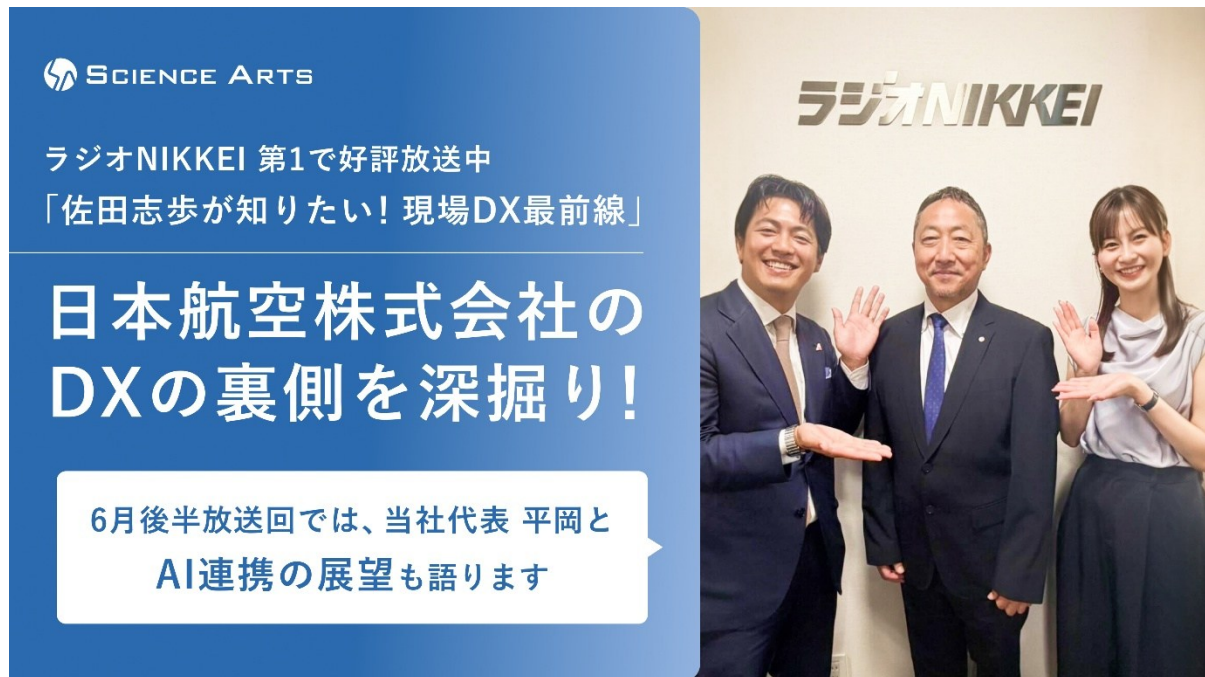 SCIENCE ARTS
ラジオNIKKEI 第1で好評放送中
「佐田志歩が知りたい! 現場DX最前線」
日本航空株式会社の
DXの裏側を深掘り!
6月後半放送回では、当社代表 平岡と
AI連携の展望も語ります
ラジオNIKKEI